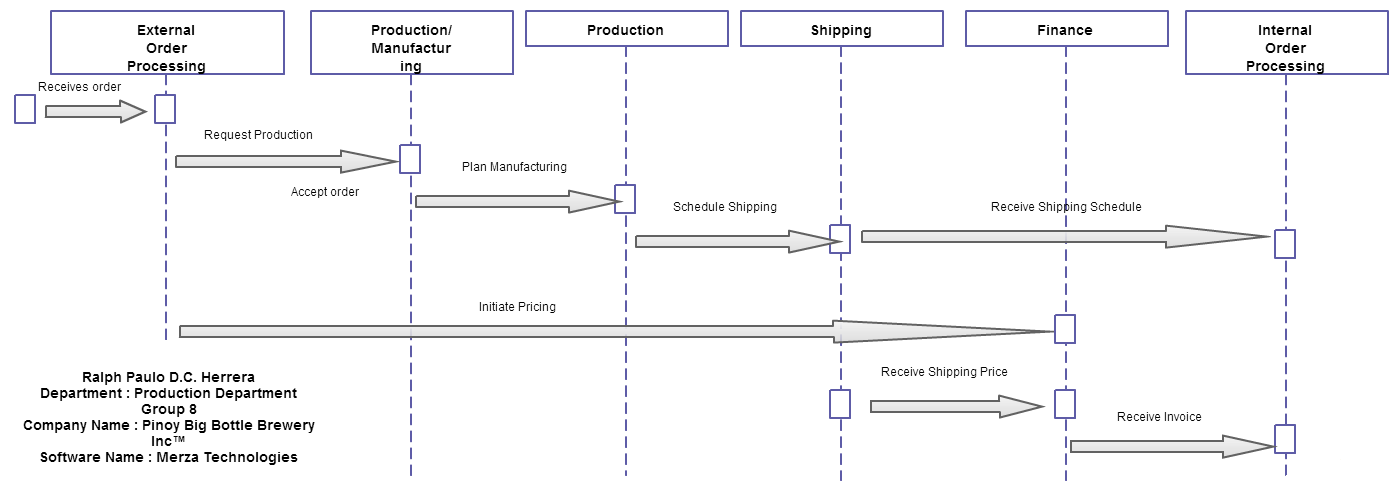 External
Order
Processing
Production/
Manufactur
ing
Production
Shipping
Finance
Internal
Order
Processing
Receives order
Request Production
Plan Manufacturing
Accept order
Schedule Shipping
Receive Shipping Schedule
Initiate Pricing
Receive Shipping Price
Receive Invoice
Ralph Paulo D.C. Herrera
Department : Production Department
Group 8
Company Name : Pinoy Big Bottle Brewery
Inc™
Software Name : Merza Technologies